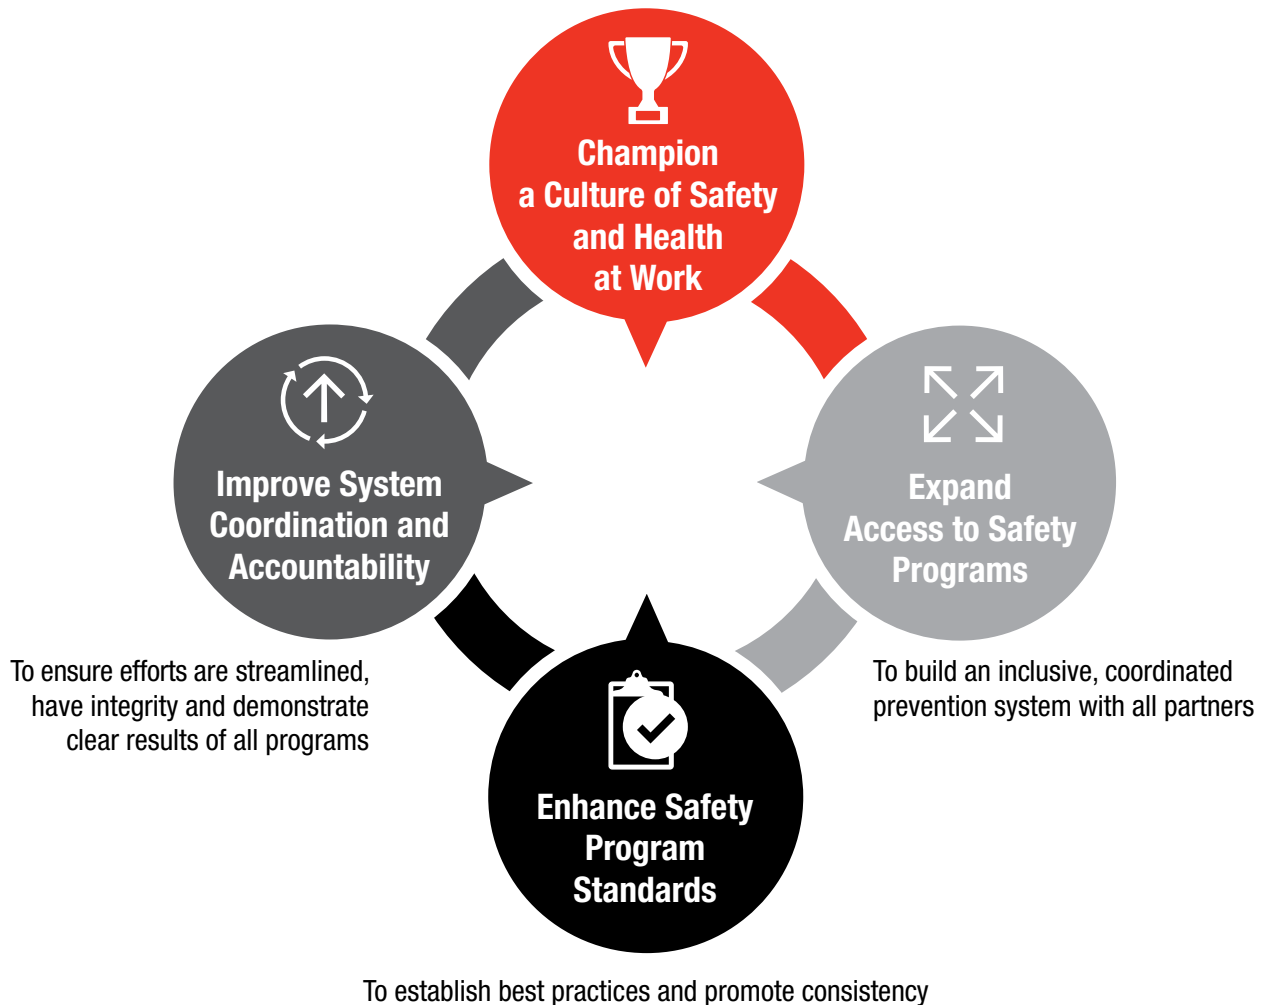 Champion
a Culture of Safety
and Health
at Work
Improve System
Coordination and
Accountability
Expand
Access to Safety
Programs
To ensure efforts are streamlined,
have integrity and demonstrate
clear results of all programs
To build an inclusive, coordinated
prevention system with all partners
Enhance Safety
Program
Standards
To establish best practices and promote consistency